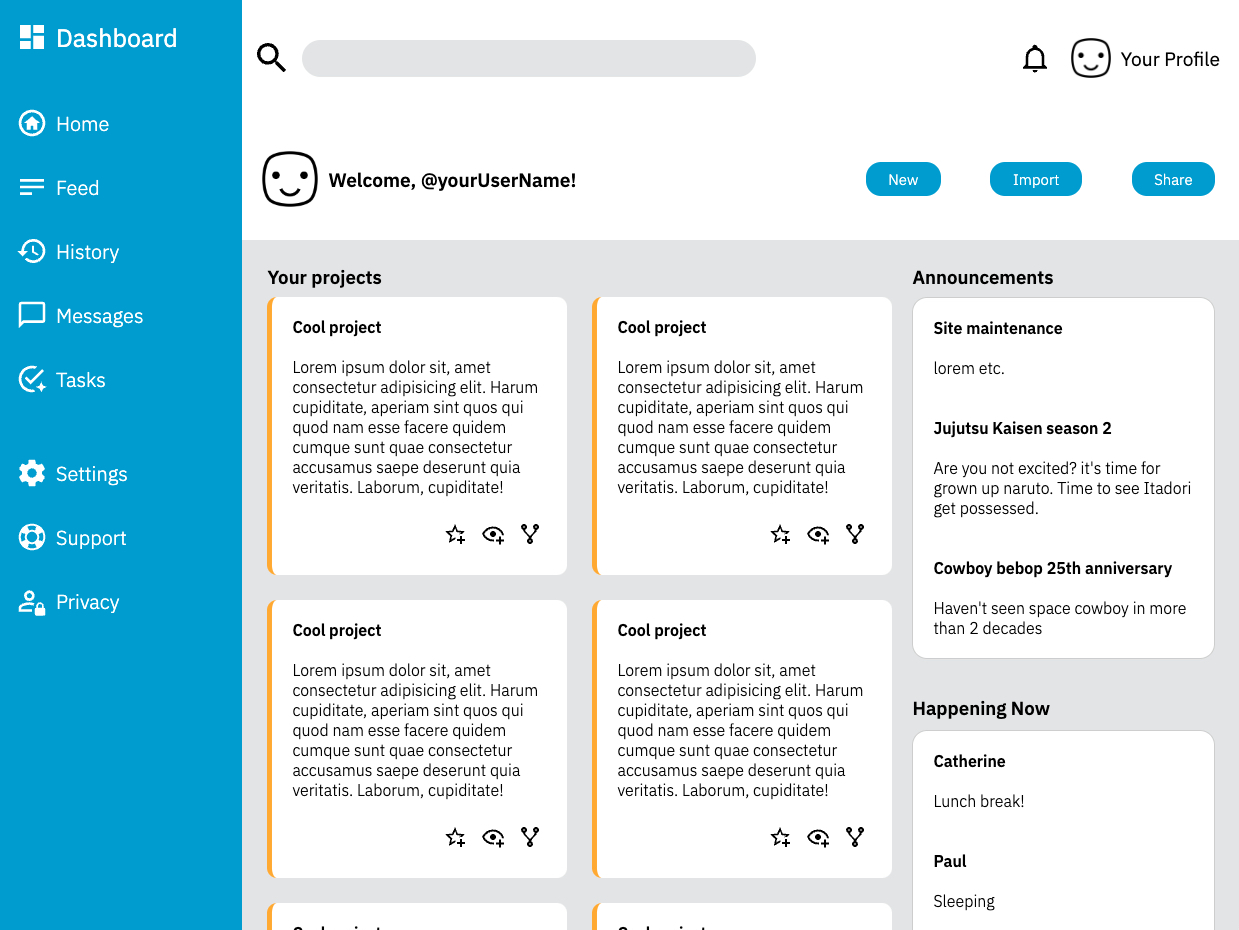 Dashboard
Home
Feed
History
Messages
Tasks
Settings
Support
Privacy
Your Profile
Welcome, @yourUserName!
New
Import
Share
Your projects
Cool project
Lorem ipsum dolor sit, amet
consectetur adipisicing elit. Harum
cupiditate, aperiam sint quos qui
quod nam esse facere quidem
cumque sunt quae consectetur
accusamus saepe deserunt quia
veritatis. Laborum, cupiditate!
Cool project
Lorem ipsum dolor sit, amet
consectetur adipisicing elit. Harum
cupiditate, aperiam sint quos qui
quod nam esse facere quidem
cumque sunt quae consectetur
accusamus saepe deserunt quia
veritatis. Laborum, cupiditate!
Cool project
Lorem ipsum dolor sit, amet
consectetur adipisicing elit. Harum
cupiditate, aperiam sint quos qui
quod nam esse facere quidem
cumque sunt quae consectetur
accusamus saepe deserunt quia
veritatis. Laborum, cupiditate!
Cool project
Lorem ipsum dolor sit, amet
consectetur adipisicing elit. Harum
cupiditate, aperiam sint quos qui
quod nam esse facere quidem
cumque sunt quae consectetur
accusamus saepe deserunt quia
veritatis. Laborum, cupiditate!
Announcements
Site maintenance
lorem etc.
Jujutsu Kaisen season 2
Are you not excited? it's time for
grown up naruto. Time to see Itadori
get possessed.
Cowboy bebop 25th anniversary
Haven't seen space cowboy in more
than 2 decades
Happening Now
Catherine
Lunch break!
Paul
Sleeping